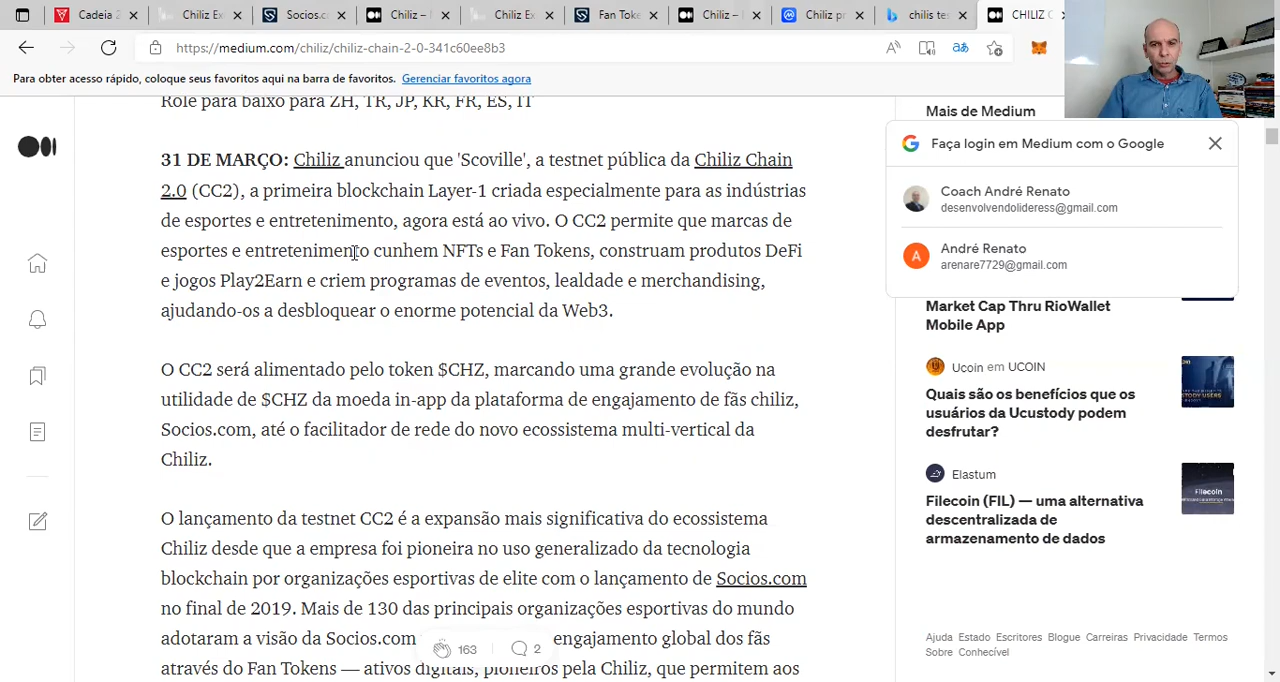 Cadeia 2
Chiliz Ex
Socios.co
Chiliz –
Chiliz Ex
Fan Toke
Chiliz –
Chiliz pr
chilis tes
CHILIZ C
https://medium.com/chiliz/chiliz-chain-2-0-341c60ee8b3
Para obter acesso rápido, coloque seus favoritos aqui na barra de favoritos. Gerenciar favoritos agora
Role para baixo para ZH, TR, JP, KR, FR, ES, IT
31 DE MARÇO: Chiliz anunciou que 'Scoville', a testnet pública da Chiliz Chain
2.0 (CC2), a primeira blockchain Layer-1 criada especialmente para as indústrias
de esportes e entretenimento, agora está ao vivo. O CC2 permite que marcas de
esportes e entretenimento cunhem NFTs e Fan Tokens, construam produtos DeFi
e jogos Play2Earn e criem programas de eventos, lealdade e merchandising,
ajudando-os a desbloquear o enorme potencial da Web3.
O CC2 será alimentado pelo token $CHZ, marcando uma grande evolução na
utilidade de $CHZ da moeda in-app da plataforma de engajamento de fãs chiliz,
Socios.com, até o facilitador de rede do novo ecossistema multi-vertical da
Chiliz.
O lançamento da testnet CC2 é a expansão mais significativa do ecossistema
Chiliz desde que a empresa foi pioneira no uso generalizado da tecnologia
blockchain por organizações esportivas de elite com o lançamento de Socios.com
no final de 2019. Mais de 130 das principais organizações esportivas do mundo
adotaram a visão da Socios.com engajamento global dos fãs
através do Fan Tokens — ativos digitais, pioneiros pela Chiliz, que permitem aos
163
2
Mais de Medium
Faça login em Medium com o Google
Coach André Renato
desenvolvendolideress@gmail.com
A
André Renato
arenare7729@gmail.com
Market Cap Thru RioWallet
Mobile App
Ucoin em UCOIN
Quais são os benefícios que os
usuários da Ucustody podem
desfrutar?
Elastum
Filecoin (FIL) — uma alternativa
descentralizada de
armazenamento de dados
Filecoin
Ajuda Estado Escritores Blogue Carreiras Privacidade Termos
Sobre Conhecível